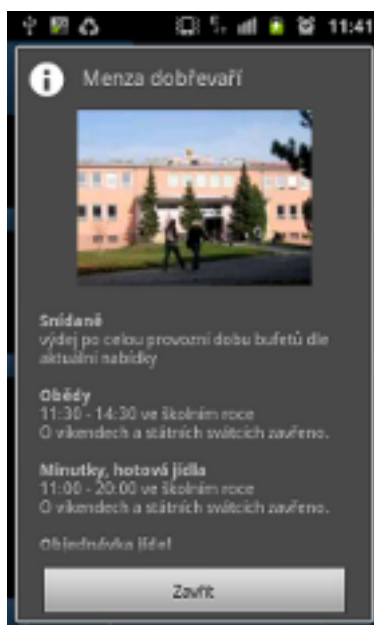 11:41
Menza dobřevaří
Snídaně
výdej po celou provozní dobu bufetů dle
aktuální nabídky
Obědy
11:30 - 14:30 ve školním roce
O víkendech a státních svátcích zavřeno.
Minutky, hotová jídla
11:00 - 20:00 ve školním roce
O víkendech a státních svátcích zavřeno.
Objednávka jídel
Zavřít